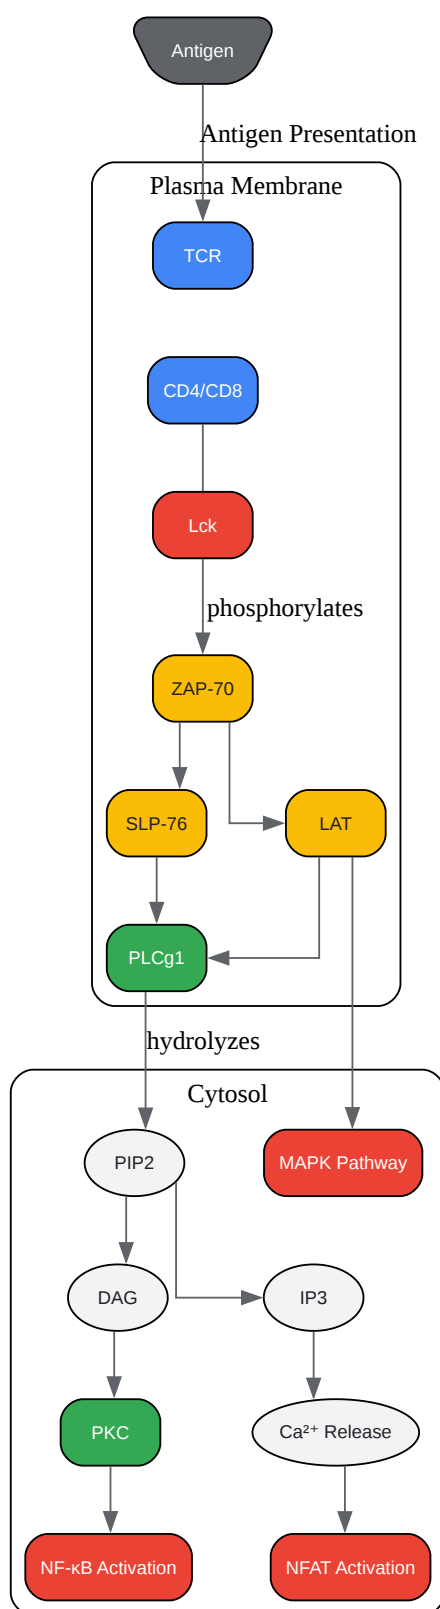 Antigen
Antigen Presentation
Plasma Membrane
TCR
CD4/CD8
Lck
phosphorylates
ZAP-70
SLP-76
LAT
PLCg1
hydrolyzes
Cytosol
PIP2
MAPK Pathway
DAG
IP3
PKC
Ca²⁺ Release
NF-κB Activation
NFAT Activation